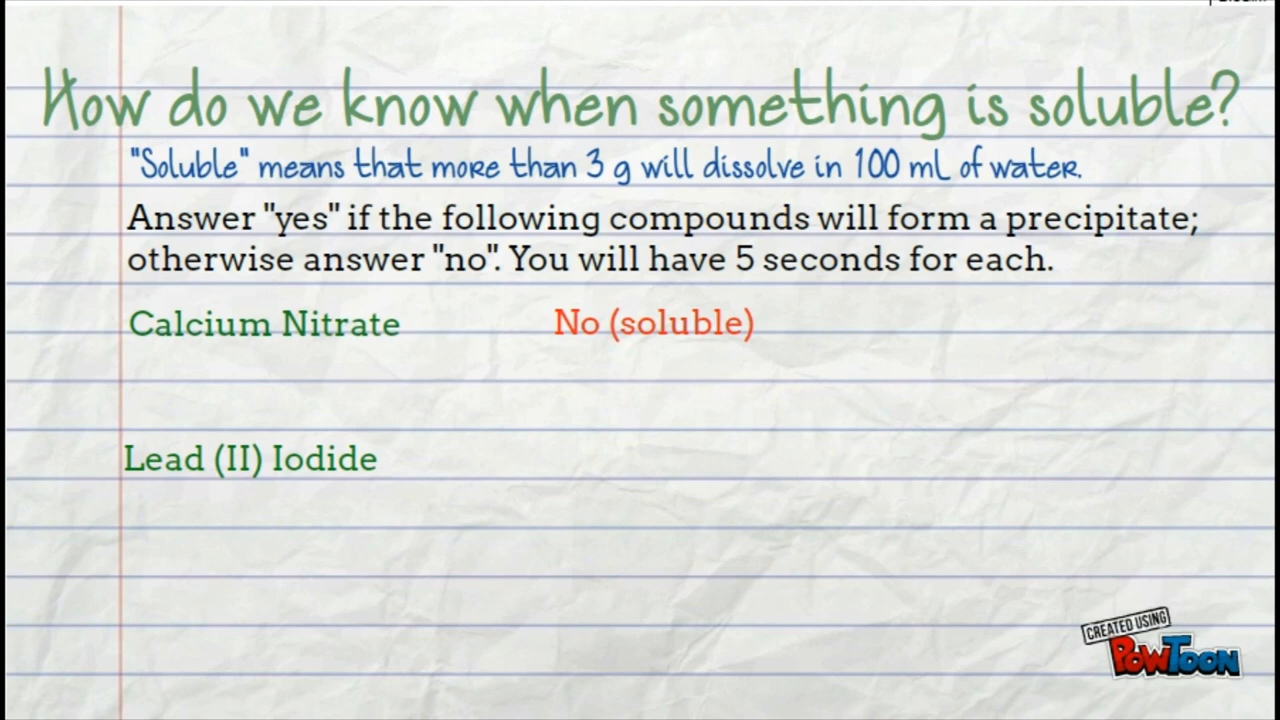 How do we know when something is soluble?
"Soluble" means that more than 3 g will dissolve in 100 mL of water.
Answer "yes" if the following compounds will form a precipitate;
otherwise answer "no". You will have 5 seconds for each.
Calcium Nitrate No (soluble)
Lead (II) Iodide
CREATED USING
POWTOON